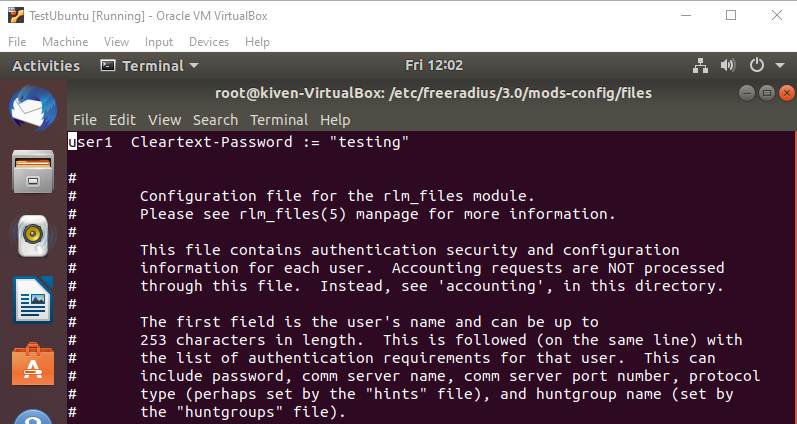 TestUbuntu [Running] - Oracle VM VirtualBox
File Machine View Input Devices Help
Activities Terminal Fri 12:02
root@kiven-VirtualBox: /etc/freeradius/3.0/mods-config/files
File Edit View Search Terminal Help
user1 Cleartext-Password := "testing"
#
# Configuration file for the rlm_files module.
# Please see rlm_files(5) manpage for more information.
#
# This file contains authentication security and configuration
# information for each user. Accounting requests are NOT processed
# through this file. Instead, see 'accounting', in this directory.
#
# The first field is the user's name and can be up to
# 253 characters in length. This is followed (on the same line) with
# the list of authentication requirements for that user. This can
# include password, comm server name, comm server port number, protocol
# type (perhaps set by the "hints" file), and huntgroup name (set by
# the "huntgroups" file).